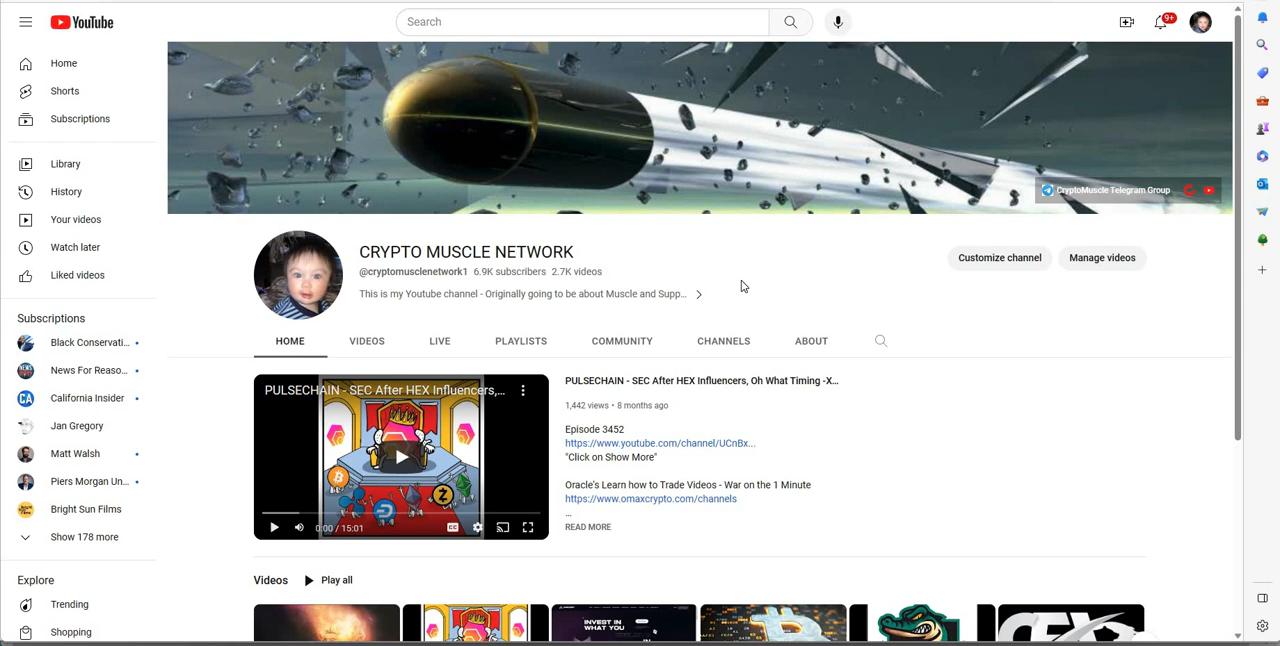 YouTube
Search
9+
Home
Shorts
Subscriptions
Library
History
Your videos
Watch later
Liked videos
Subscriptions
Black Conservati...
News For Reaso...
California Insider
Jan Gregory
Matt Walsh
Piers Morgan Un...
Bright Sun Films
Show 178 more
Explore
Trending
Shopping
CryptoMuscle Telegram Group
CRYPTO MUSCLE NETWORK
@cryptomusclenetwork1 6.9K subscribers 2.7K videos
This is my Youtube channel - Originally going to be about Muscle and Supp...
Customize channel
Manage videos
HOME VIDEOS LIVE PLAYLISTS COMMUNITY CHANNELS ABOUT
PULSECHAIN - SEC After HEX Influencers,...
0:00 / 15:01
CC
PULSECHAIN - SEC After HEX Influencers, Oh What Timing -X...
1,442 views • 8 months ago
Episode 3452
https://www.youtube.com/channel/UCnBx...
"Click on Show More"
Oracle's Learn how to Trade Videos - War on the 1 Minute
https://www.omaxcrypto.com/channels
...
READ MORE
Videos Play all
INVEST IN
WHAT YOU